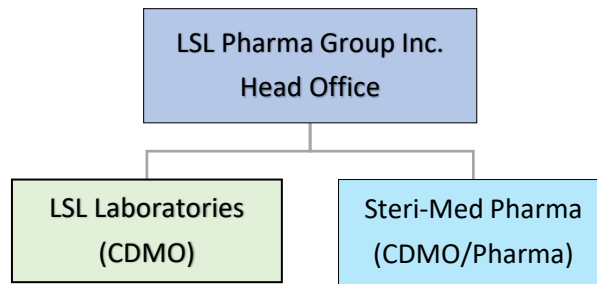 LSL Pharma Group Inc.
Head Office
LSL Laboratories
(CDMO)
Steri-Med Pharma
(CDMO/Pharma)